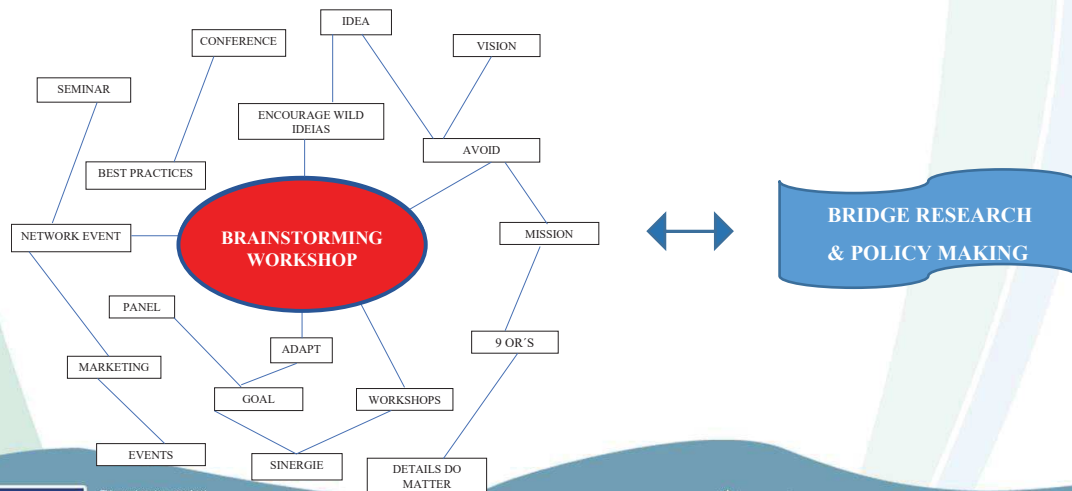 IDEA
CONFERENCE
VISION
SEMINAR
ENCOURAGE WILD
IDEIAS
AVOID
BEST PRACTICES
NETWORK EVENT
BRAINSTORMING
WORKSHOP
MISSION
BRIDGE RESEARCH
& POLICY MAKING
PANEL
ADAPT
9 OR´S
MARKETING
GOAL
WORKSHOPS
EVENTS
SINERGIE
DETAILS DO
MATTER